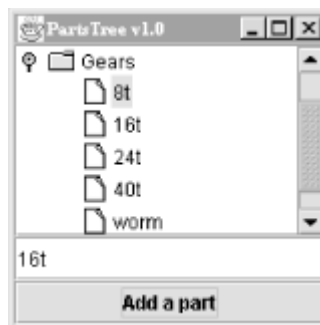 PartsTree v1.0
Gears
8t
16t
24t
40t
worm
16t
Add a part